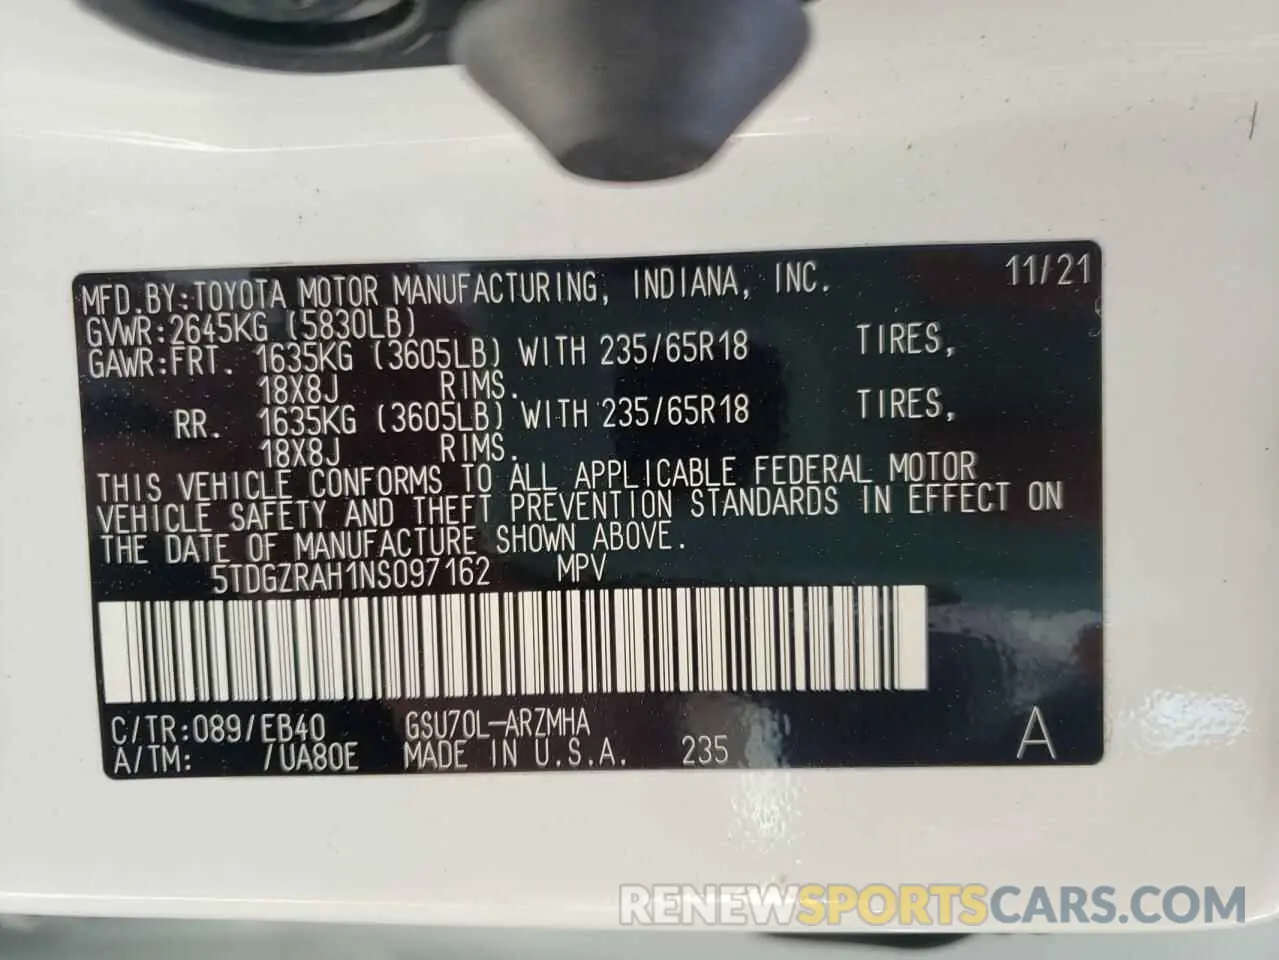 MFD.BY:TOYOTA MOTOR MANUFACTURING, INDIANA, INC. 11/21
GVWR:2645KG (5830LB)
GAWR:FRT. 1635KG (3605LB) WITH 235/65R18 TIRES,
18X8J RIMS.
RR. 1635KG (3605LB) WITH 235/65R18 TIRES,
18X8J RIMS.
THIS VEHICLE CONFORMS TO ALL APPLICABLE FEDERAL MOTOR
VEHICLE SAFETY AND THEFT PREVENTION STANDARDS IN EFFECT ON
THE DATE OF MANUFACTURE SHOWN ABOVE.
5TDGZRAH1NS097162 MPV
C/TR:089/EB40 GSU70L-ARZMHA
A/TM: /UA80E MADE IN U.S.A. 235 A
RENEWSPORTSCARS.COM